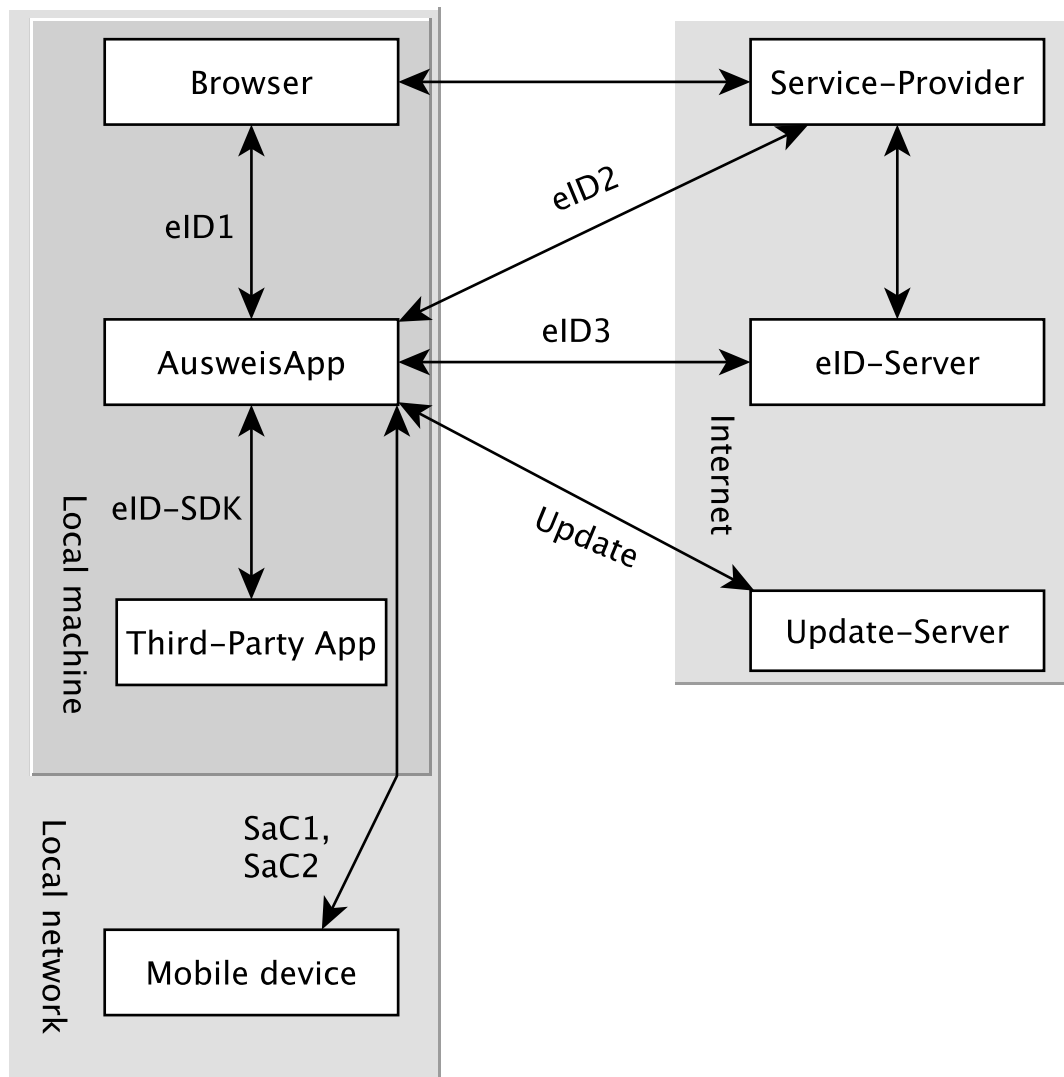 Browser
Service–Provider
eID1
eID2
AusweisApp
eID3
eID–Server
Internet
eID–SDK
Update
Local machine
Third–Party App
Update–Server
SaC1,
SaC2
Local network
Mobile device